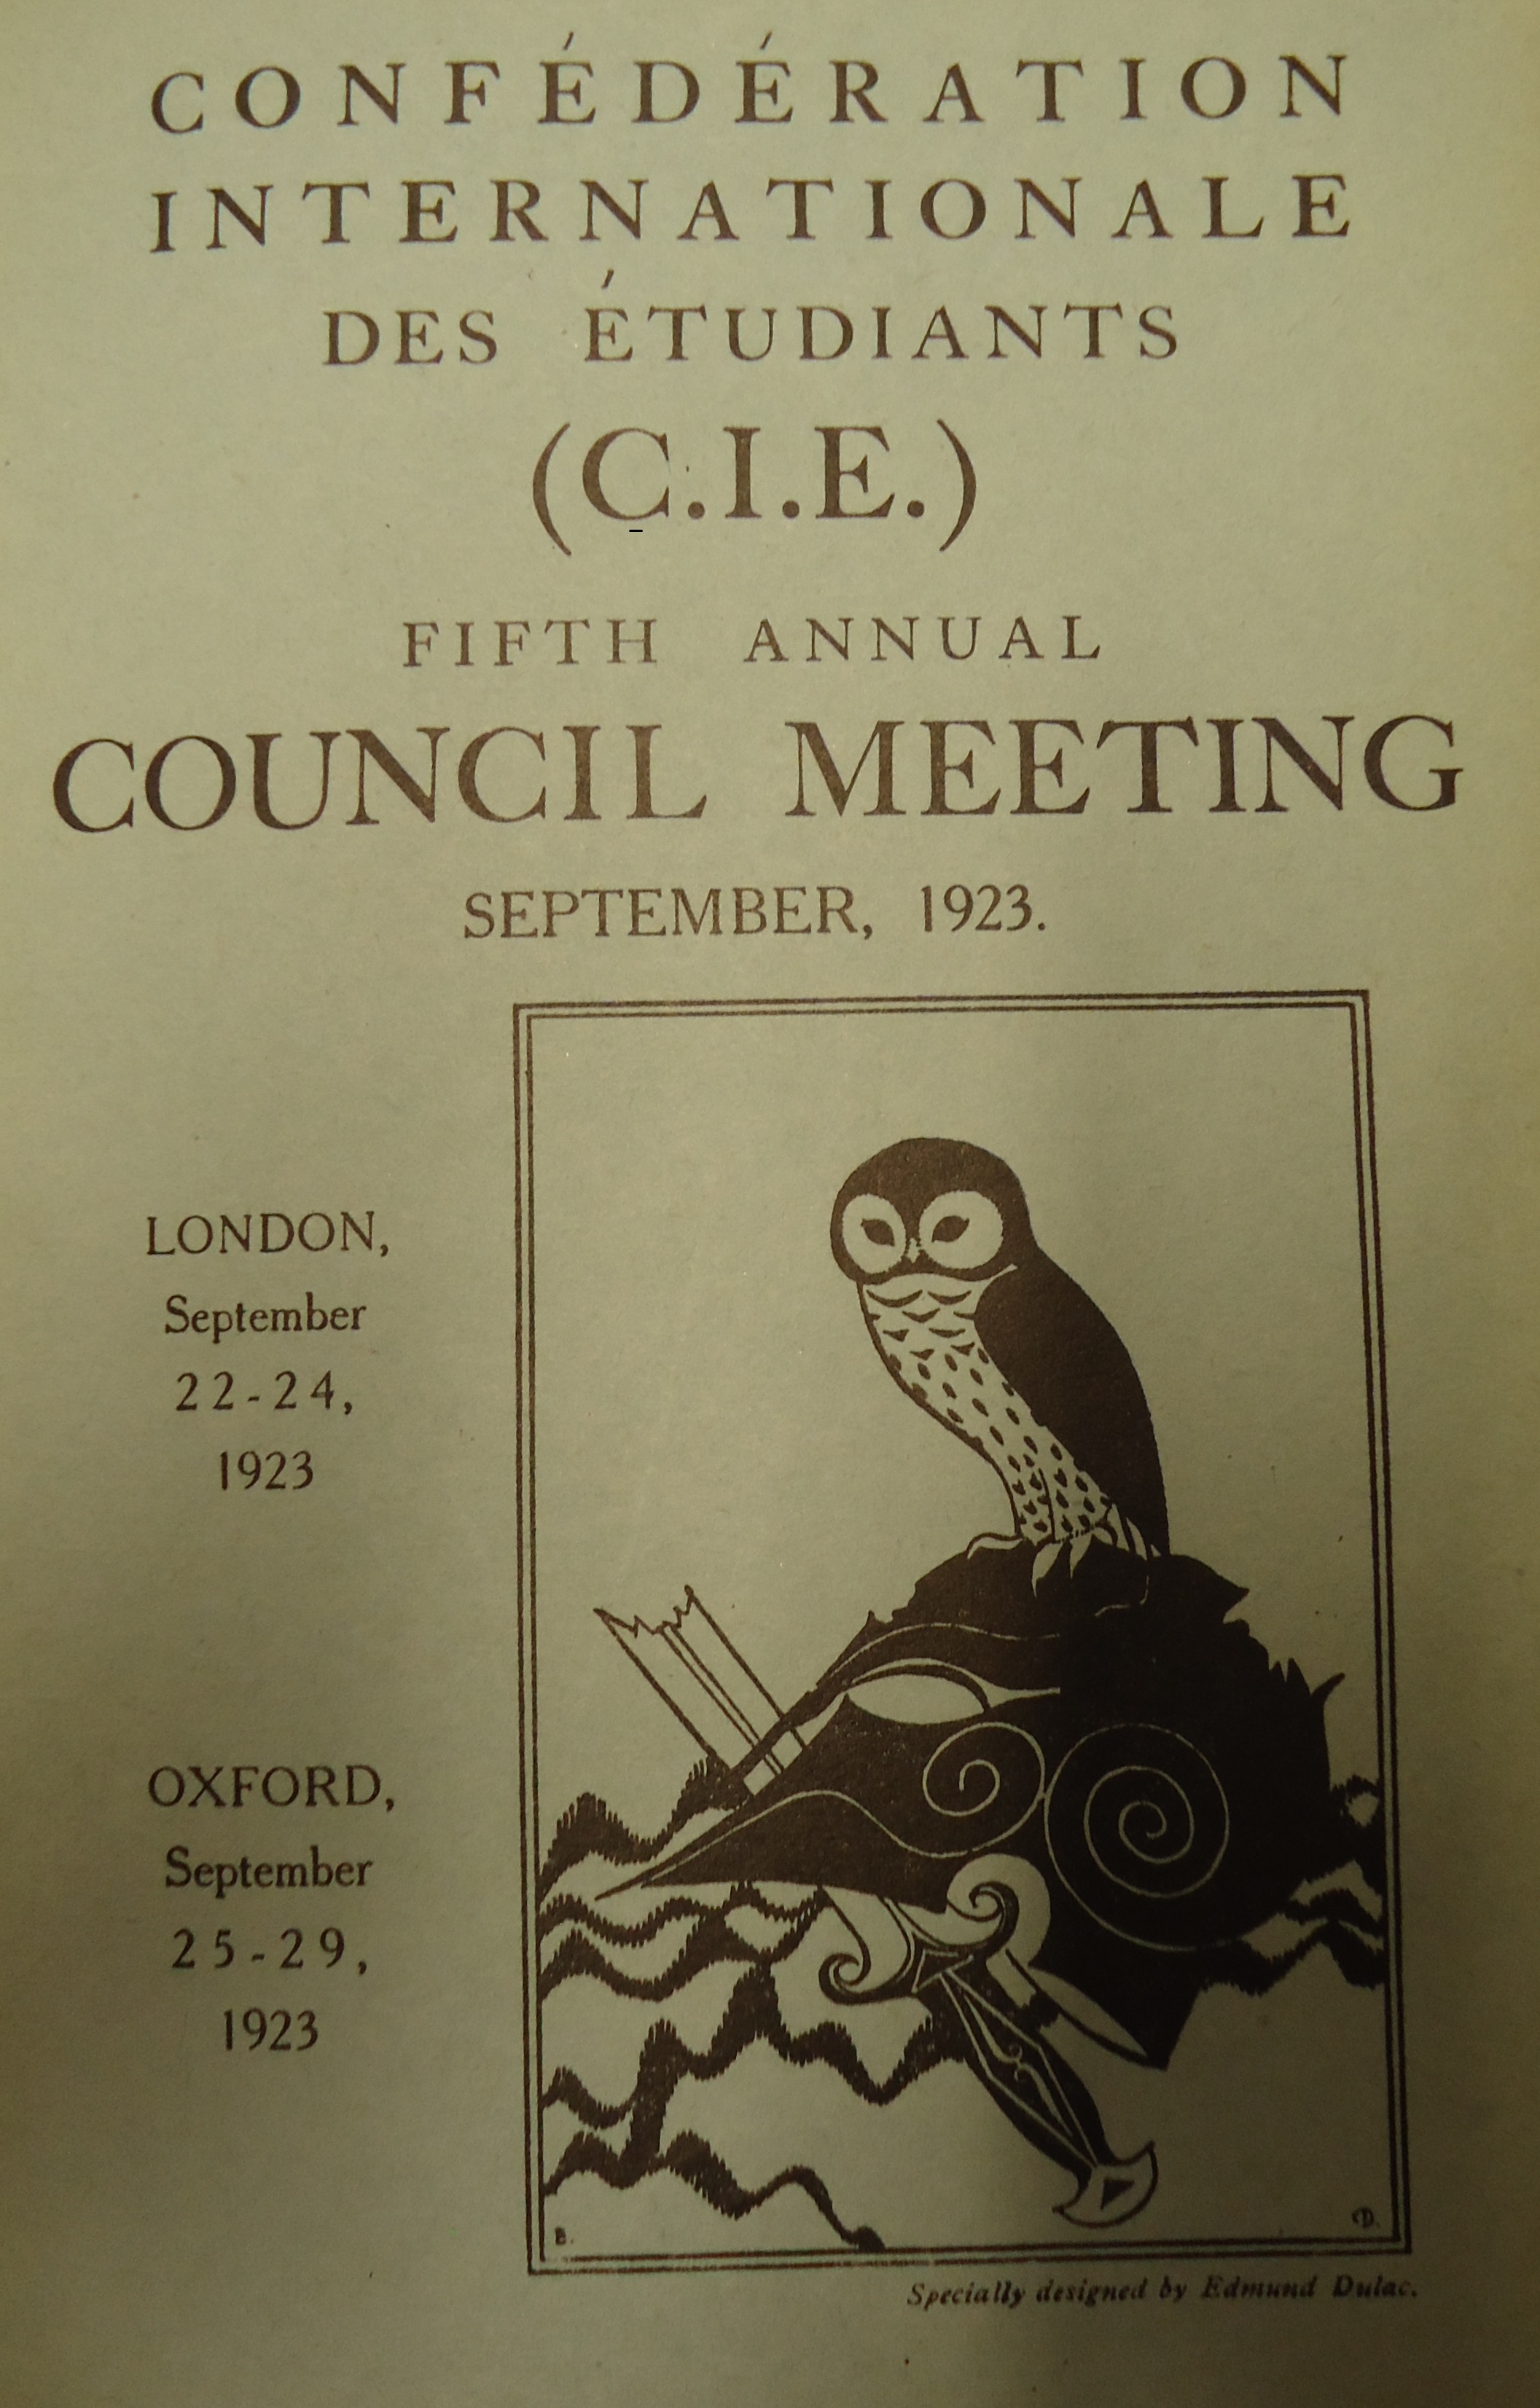 CONFÉDÉRATION
INTERNATIONALE
DES ÉTUDIANTS
(C.I.E.)
FIFTH ANNUAL
COUNCIL MEETING
SEPTEMBER, 1923.
LONDON,
September
22-24,
1923
OXFORD,
September
25-29,
1923
E. D.
Specially designed by Edmund Dulac.